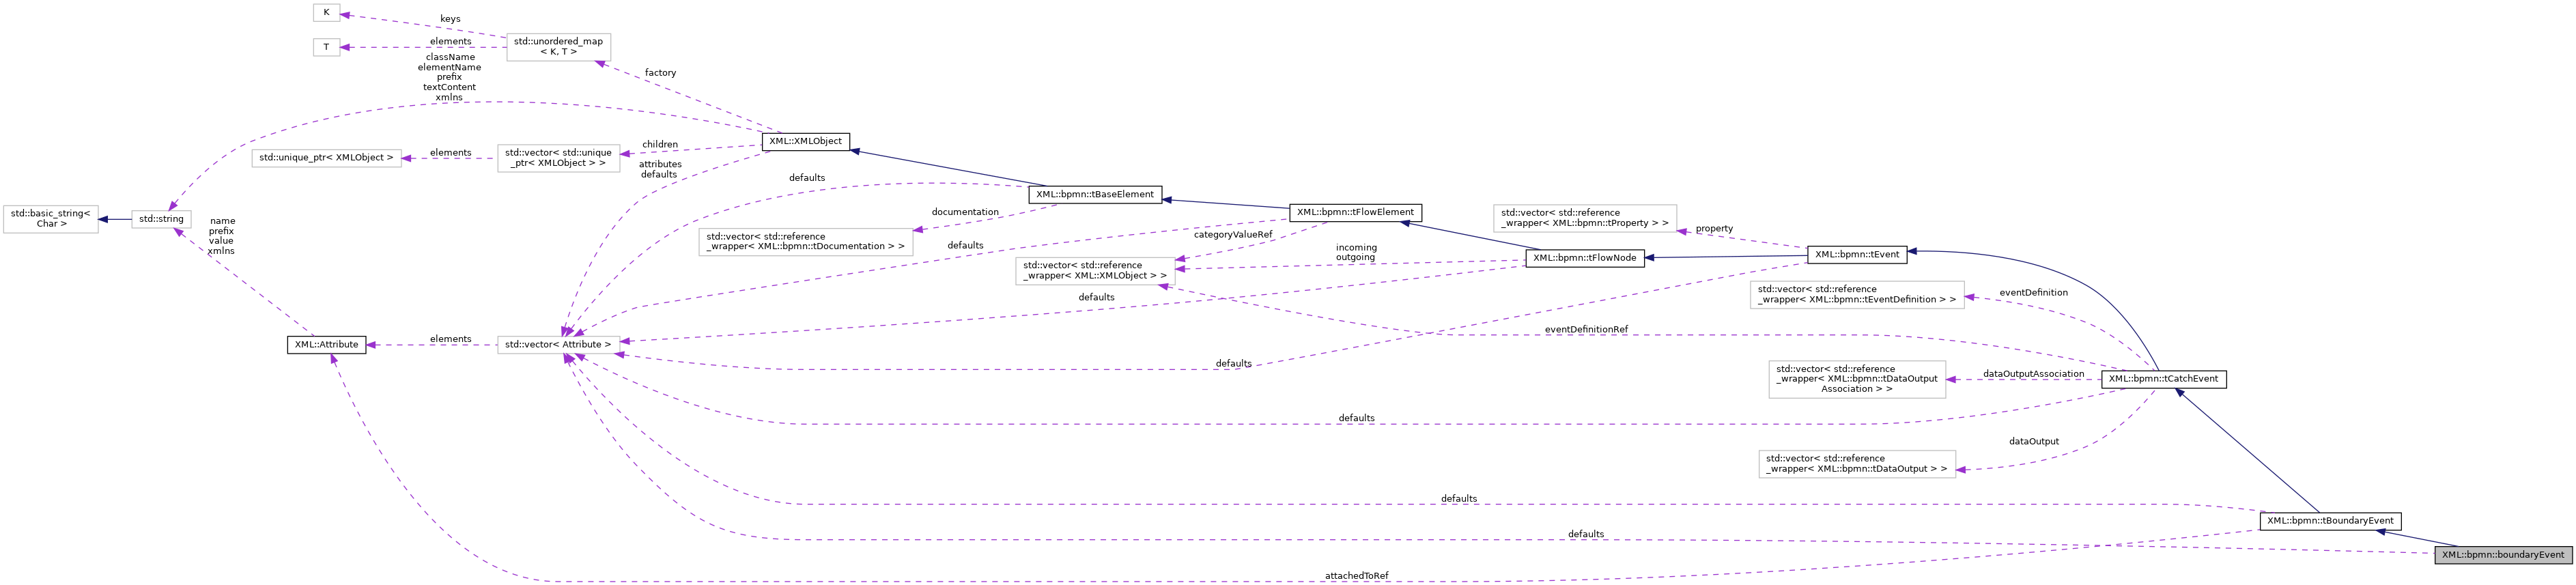 K
keys
T
elements
std::unordered_map
< K, T >
className
elementName
prefix
textContent
xmlns
factory
XML::XMLObject
std::unique_ptr< XMLObject >
elements
std::vector< std::unique
_ptr< XMLObject > >
children
attributes
defaults
defaults
XML::bpmn::tBaseElement
std::basic_string<
Char >
std::string
name
prefix
value
xmlns
documentation
std::vector< std::reference
_wrapper< XML::bpmn::tDocumentation > >
defaults
XML::bpmn::tFlowElement
categoryValueRef
std::vector< std::reference
_wrapper< XML::XMLObject > >
incoming
outgoing
defaults
std::vector< std::reference
_wrapper< XML::bpmn::tProperty > >
property
XML::bpmn::tFlowNode
XML::bpmn::tEvent
std::vector< std::reference
_wrapper< XML::bpmn::tEventDefinition > >
eventDefinition
eventDefinitionRef
XML::Attribute
elements
std::vector< Attribute >
defaults
std::vector< std::reference
_wrapper< XML::bpmn::tDataOutput
Association > >
dataOutputAssociation
XML::bpmn::tCatchEvent
defaults
dataOutput
std::vector< std::reference
_wrapper< XML::bpmn::tDataOutput > >
defaults
XML::bpmn::tBoundaryEvent
defaults
XML::bpmn::boundaryEvent
attachedToRef